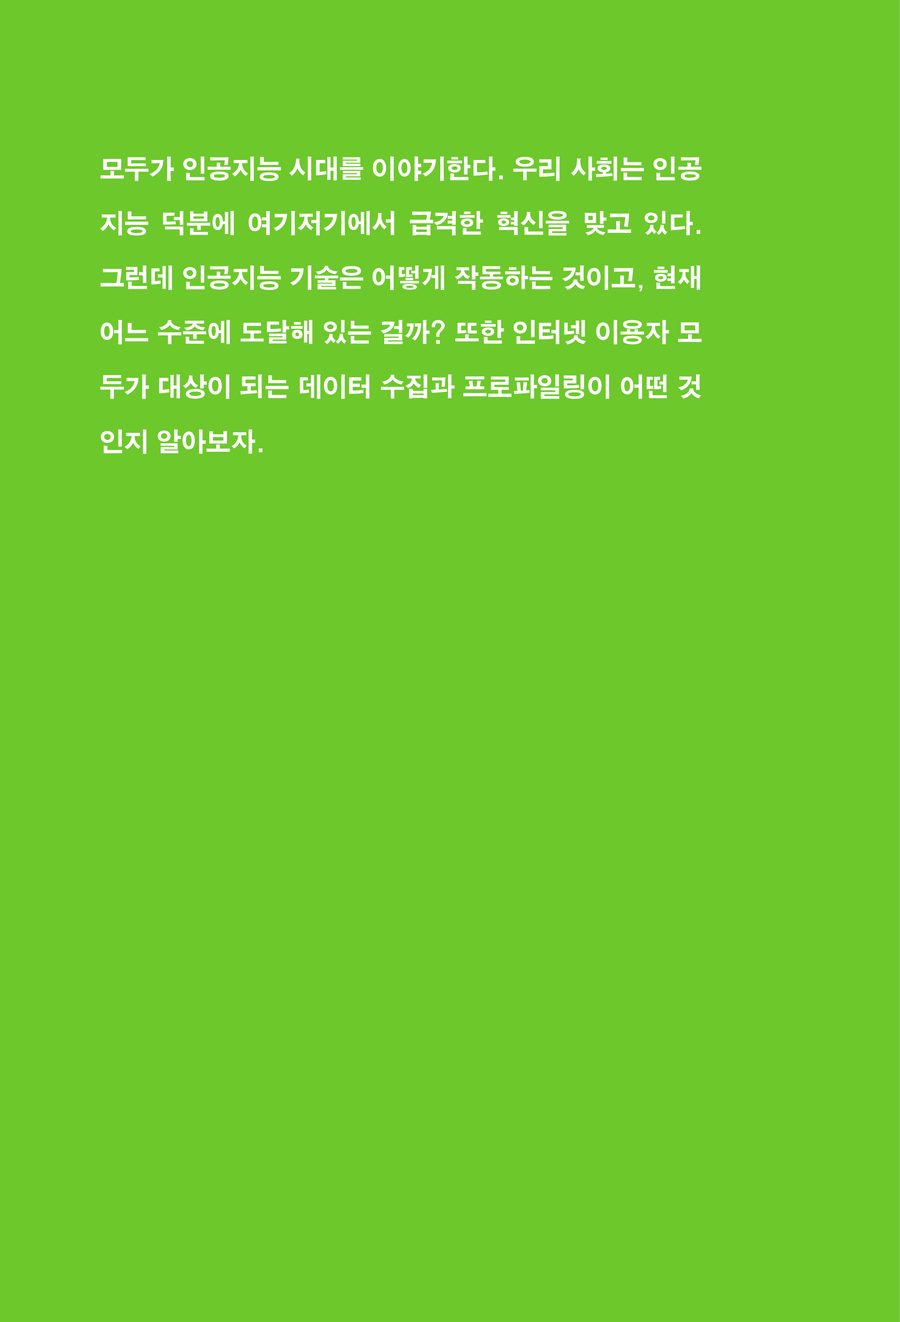 모두가 인공지능 시대를 이야기한다. 우리 사회는 인공
지능 덕분에 여기저기에서 급격한 혁신을 맞고 있다.
그런데 인공지능 기술은 어떻게 작동하는 것이고, 현재
어느 수준에 도달해 있는 걸까? 또한 인터넷 이용자 모
두가 대상이 되는 데이터 수집과 프로파일링이 어떤 것
인지 알아보자.